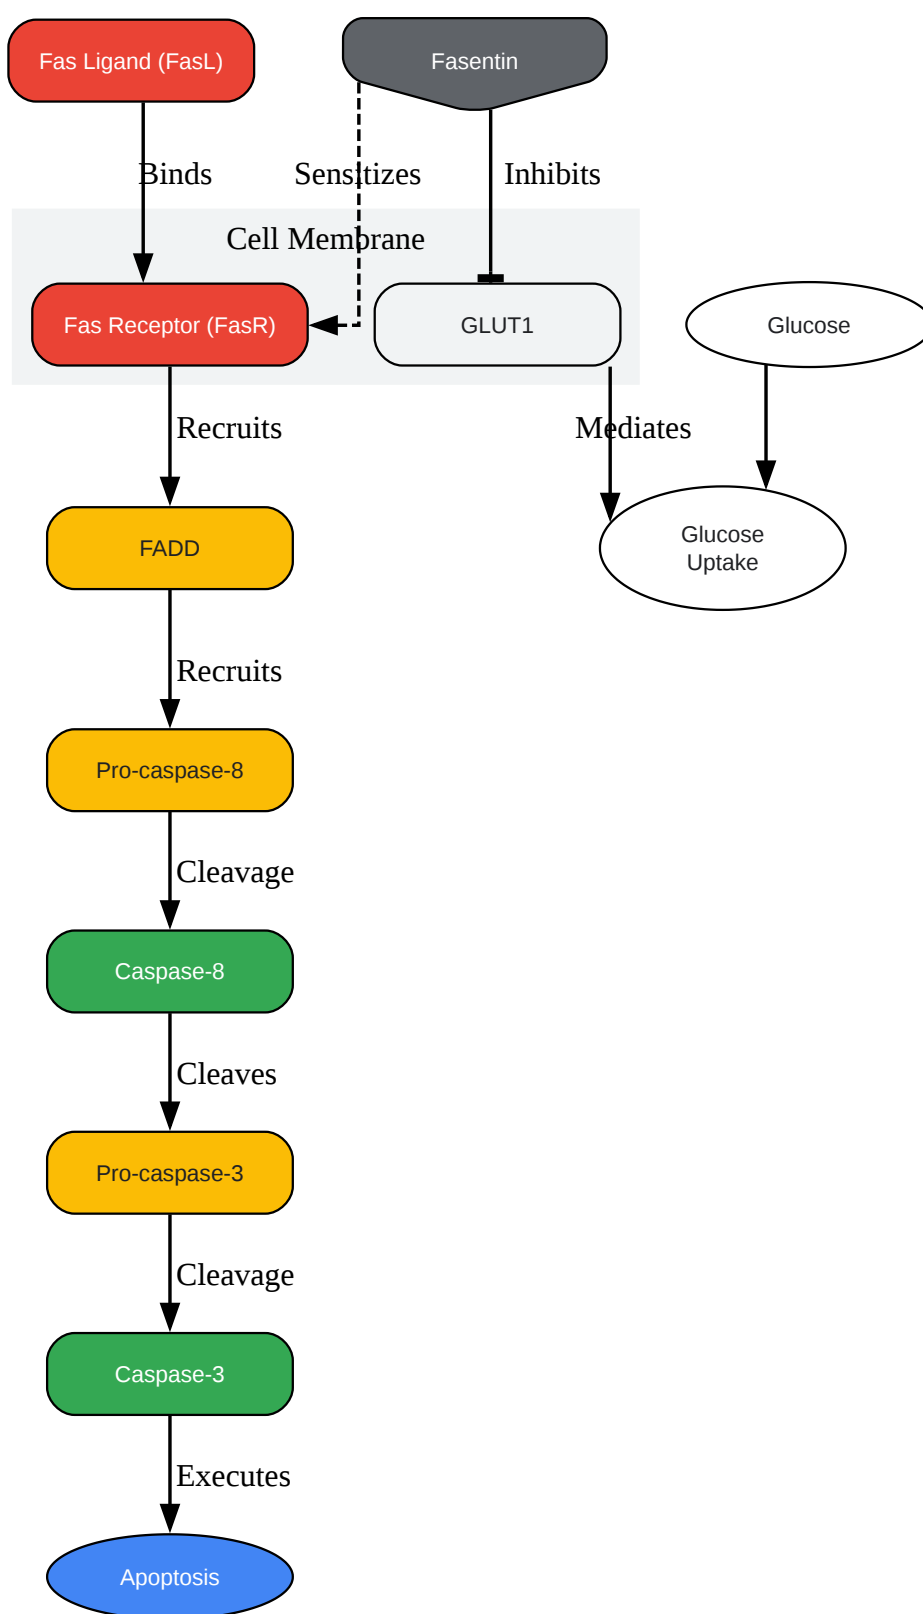 Fas Ligand (FasL)
Fasentin
Binds
Sensitizes
Inhibits
Cell Membrane
Fas Receptor (FasR)
GLUT1
Glucose
Recruits
Mediates
FADD
Glucose
Uptake
Recruits
Pro-caspase-8
Cleavage
Caspase-8
Cleaves
Pro-caspase-3
Cleavage
Caspase-3
Executes
Apoptosis